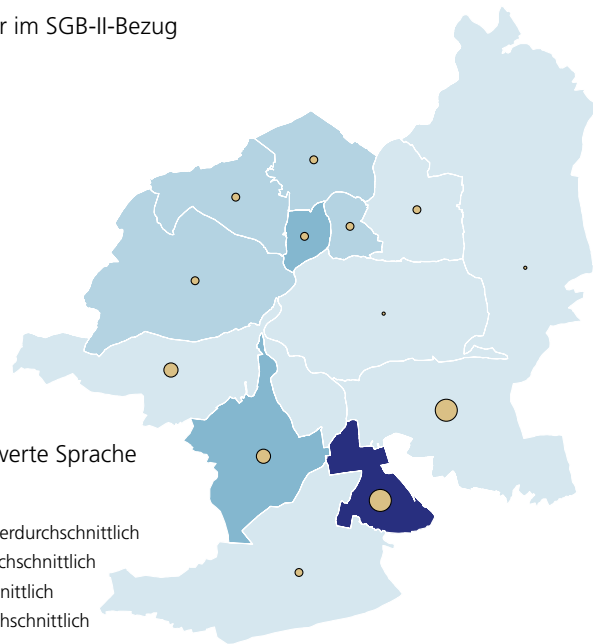 r im SGB-II-Bezug
werte Sprache
erdurchschnittlich
chschnittlich
nittlich
hschnittlich